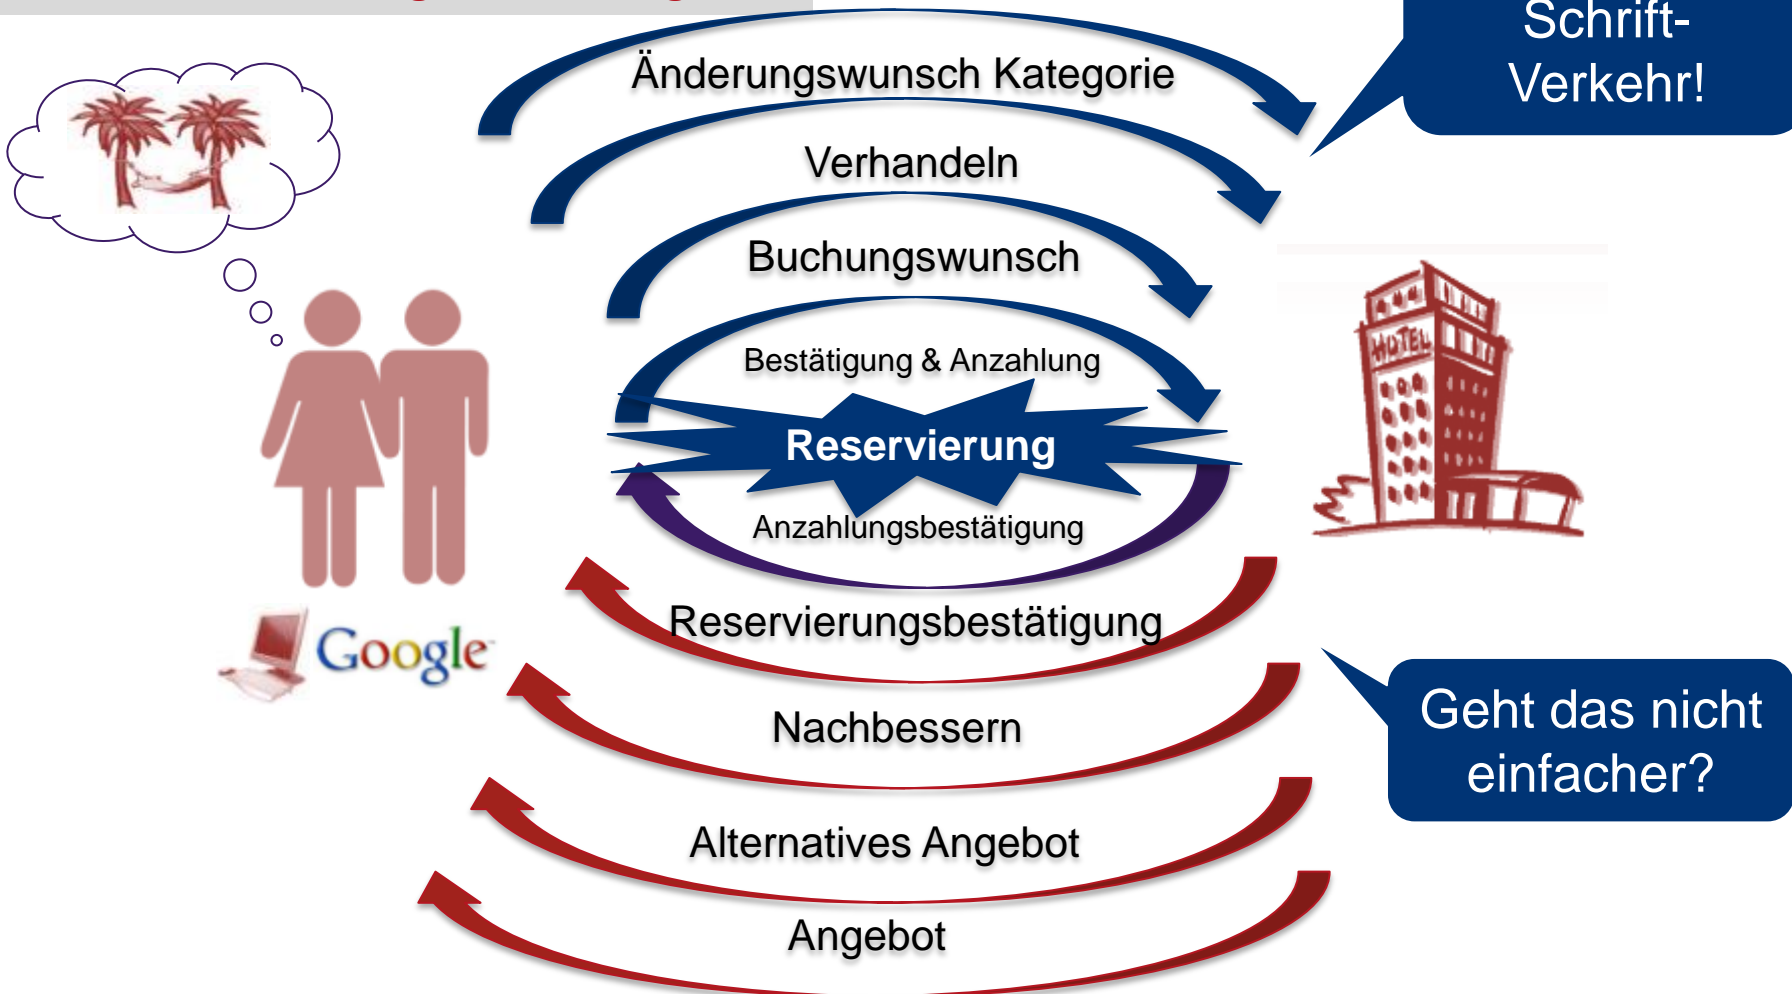 Schrift-
Verkehr!
Änderungswunsch Kategorie
Verhandeln
Buchungswunsch
Bestätigung & Anzahlung
Reservierung
Anzahlungsbestätigung
HOTEL
Google
Reservierungsbestätigung
Nachbessern
Geht das nicht
einfacher?
Alternatives Angebot
Angebot